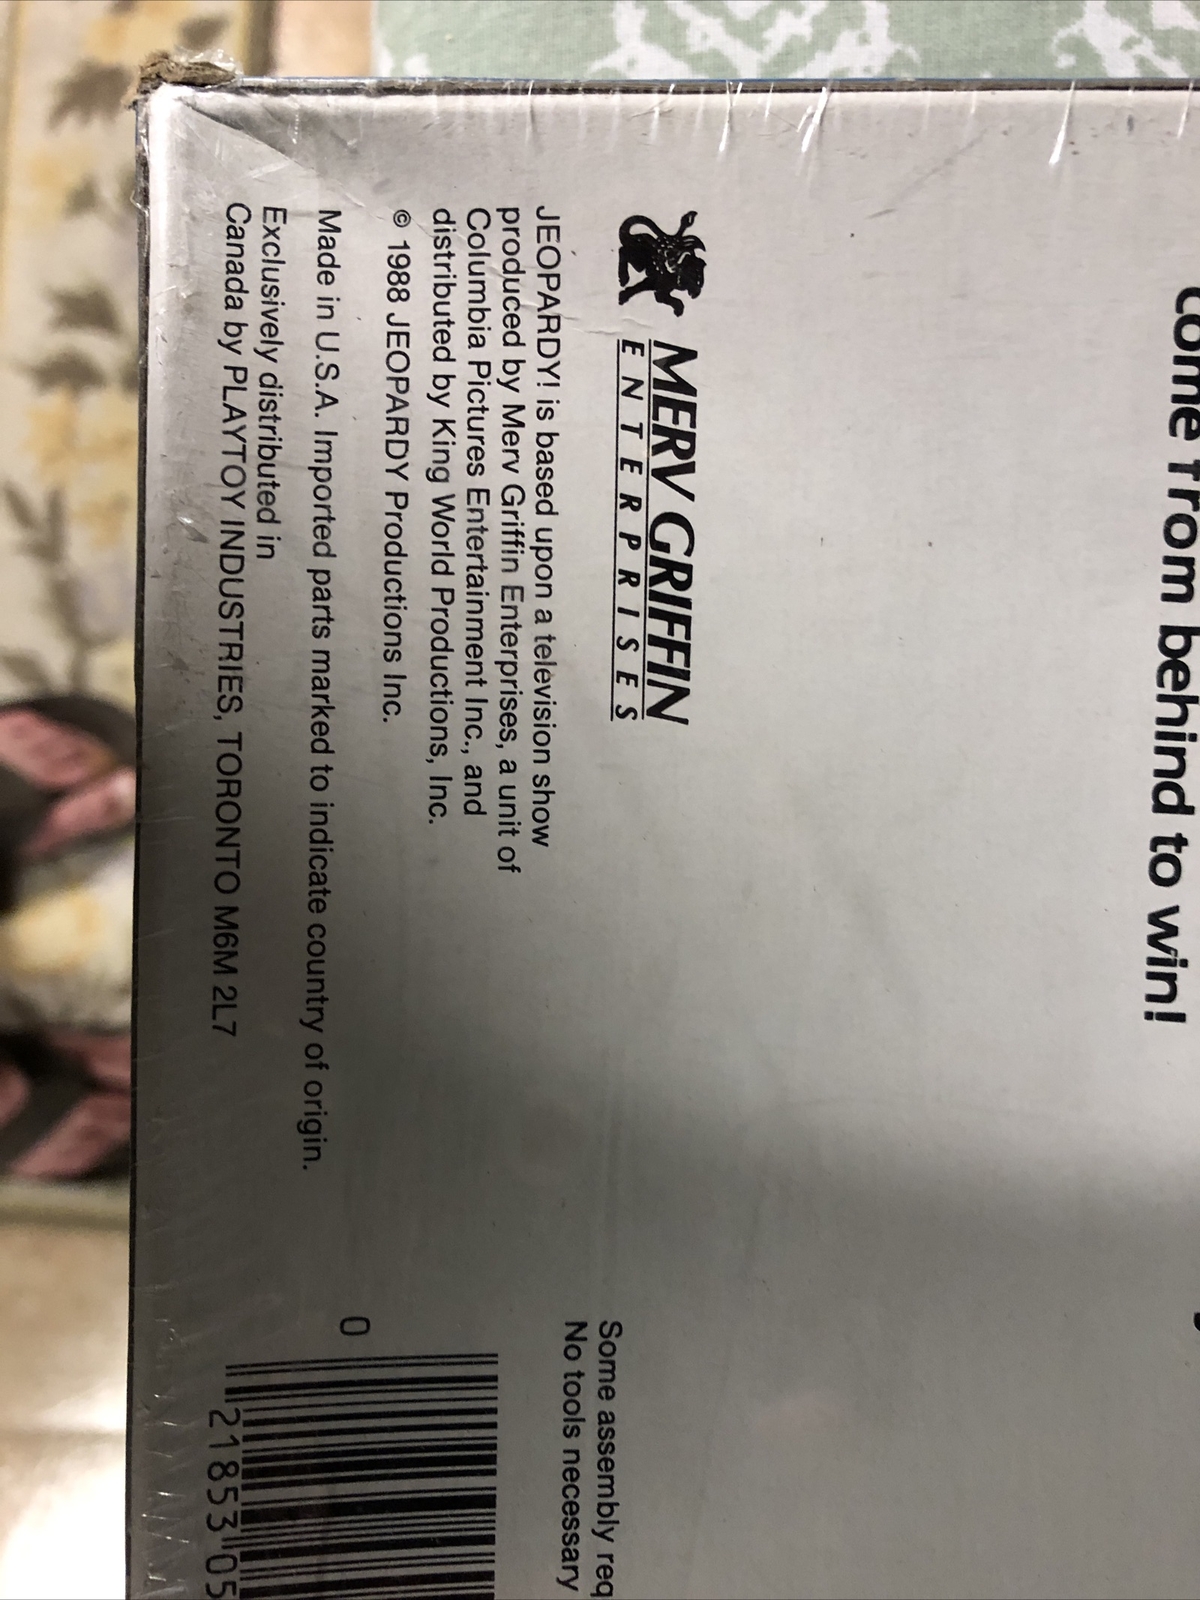 Come from behind to win!
MERV GRIFFIN
ENTERPRISES
JEOPARDY! is based upon a television show
produced by Merv Griffin Enterprises, a unit of
Columbia Pictures Entertainment Inc., and
distributed by King World Productions, Inc.
© 1988 JEOPARDY Productions Inc.
Made in U.S.A. Imported parts marked to indicate country of origin.
Exclusively distributed in
Canada by PLAYTOY INDUSTRIES, TORONTO M6M 2L7
Some assembly req
No tools necessary
0
21853 05